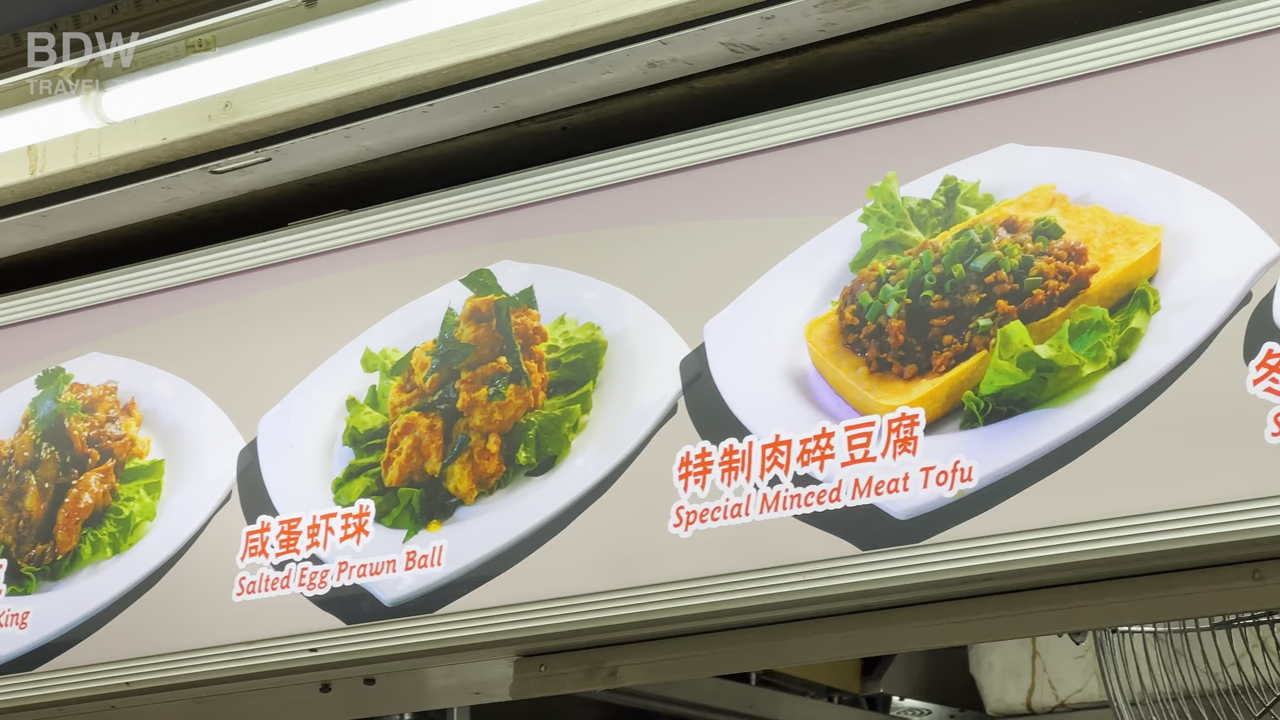 BDW
TRAVEL
King
咸蛋虾球
Salted Egg Prawn Ball
特制肉碎豆腐
Special Minced Meat Tofu
冬
S